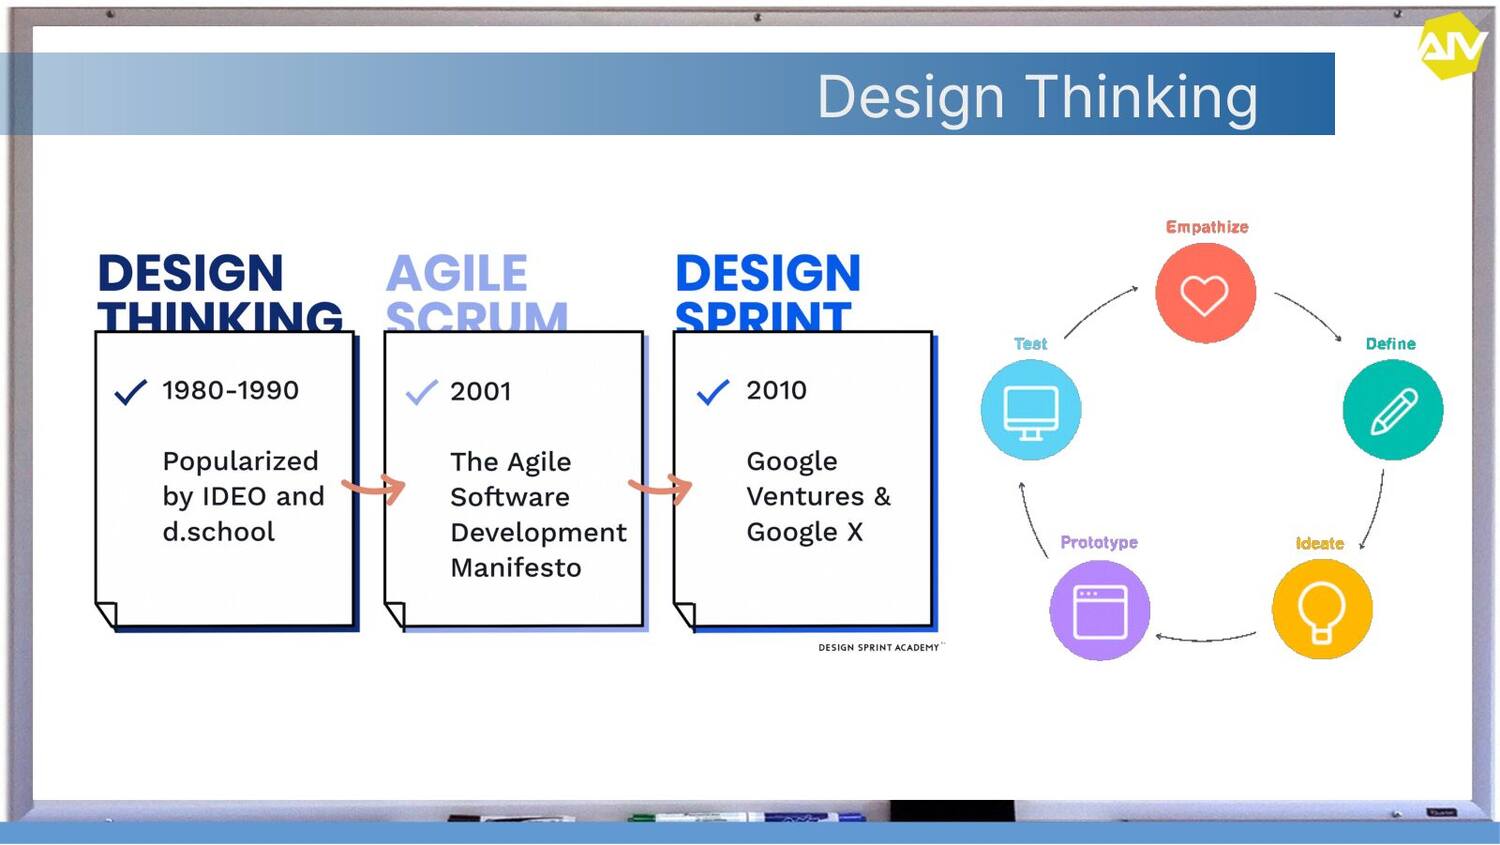 AIV
Design Thinking
DESIGN
THINKING
1980-1990
Popularized
by IDEO and
d.school
AGILE
SCRUM
2001
The Agile
Software
Development
Manifesto
DESIGN
SPRINT
2010
Google
Ventures &
Google X
DESIGN SPRINT ACADEMY
Empathize
Define
Ideate
Prototype
Test